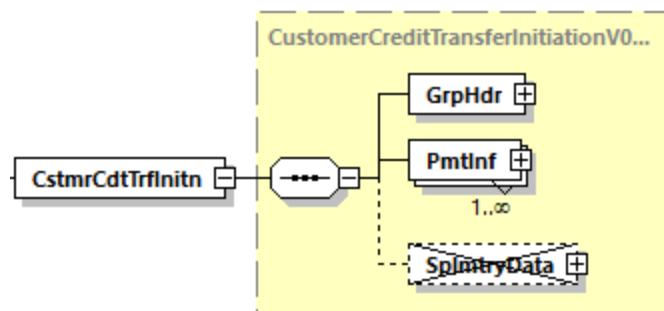 CustomerCreditTransferInitiationV0...
GrpHdr
PmtInf
CstmrCdtTrfInitn
1..∞
SplmtryData